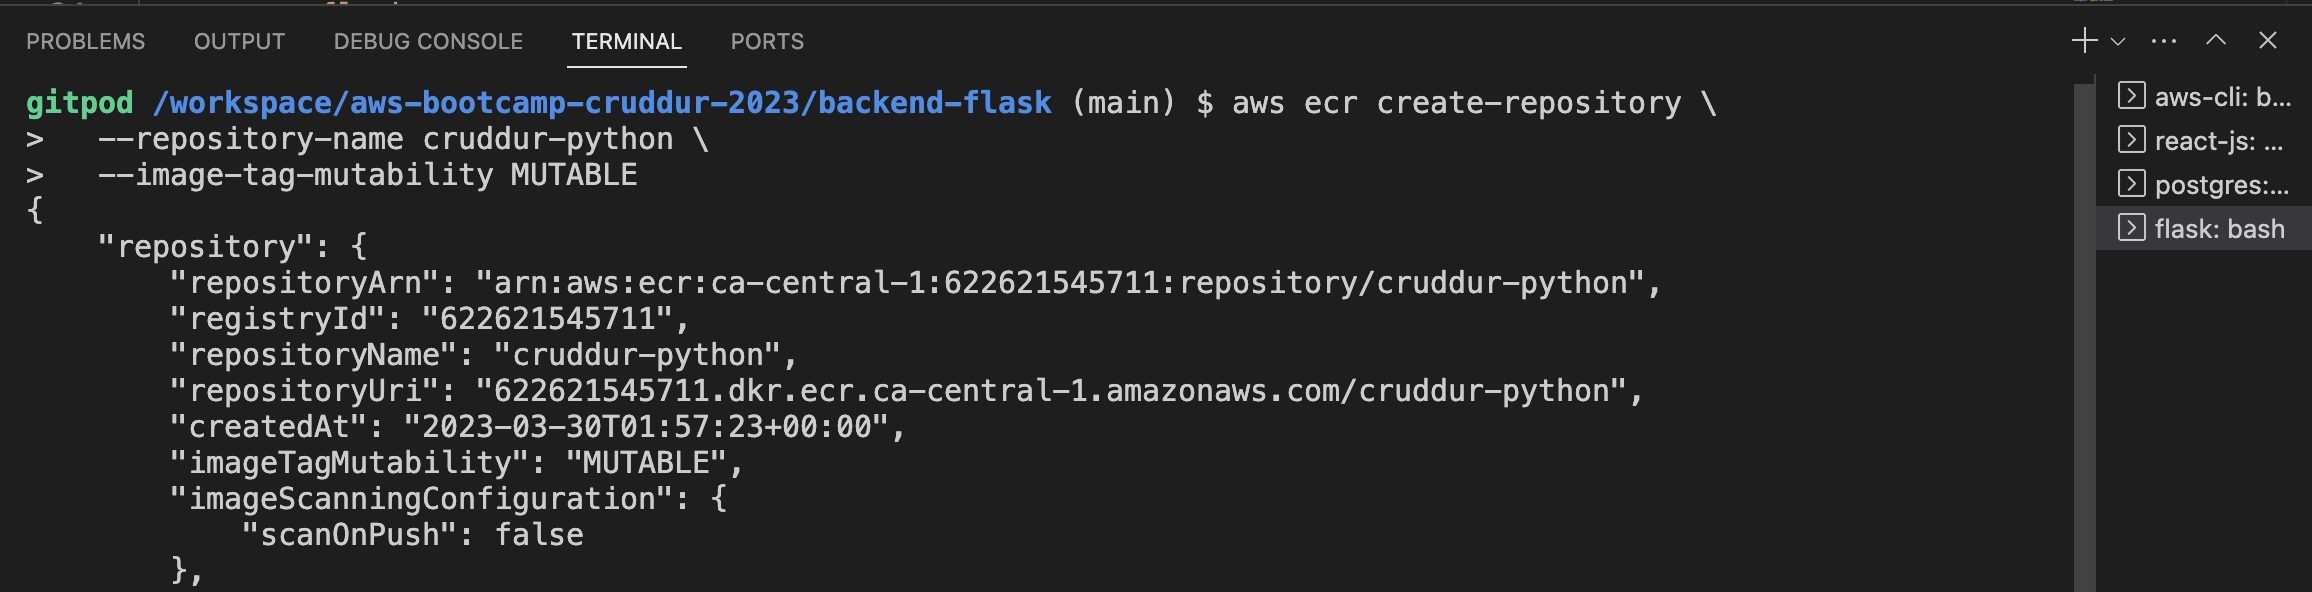 PROBLEMS OUTPUT DEBUG CONSOLE TERMINAL PORTS
gitpod /workspace/aws-bootcamp-cruddur-2023/backend-flask (main) $ aws ecr create-repository \
>   --repository-name cruddur-python \
>   --image-tag-mutability MUTABLE
{
    "repository": {
        "repositoryArn": "arn:aws:ecr:ca-central-1:622621545711:repository/cruddur-python",
        "registryId": "622621545711",
        "repositoryName": "cruddur-python",
        "repositoryUri": "622621545711.dkr.ecr.ca-central-1.amazonaws.com/cruddur-python",
        "createdAt": "2023-03-30T01:57:23+00:00",
        "imageTagMutability": "MUTABLE",
        "imageScanningConfiguration": {
            "scanOnPush": false
        },
aws-cli: b...
react-js: ...
postgres:...
flask: bash